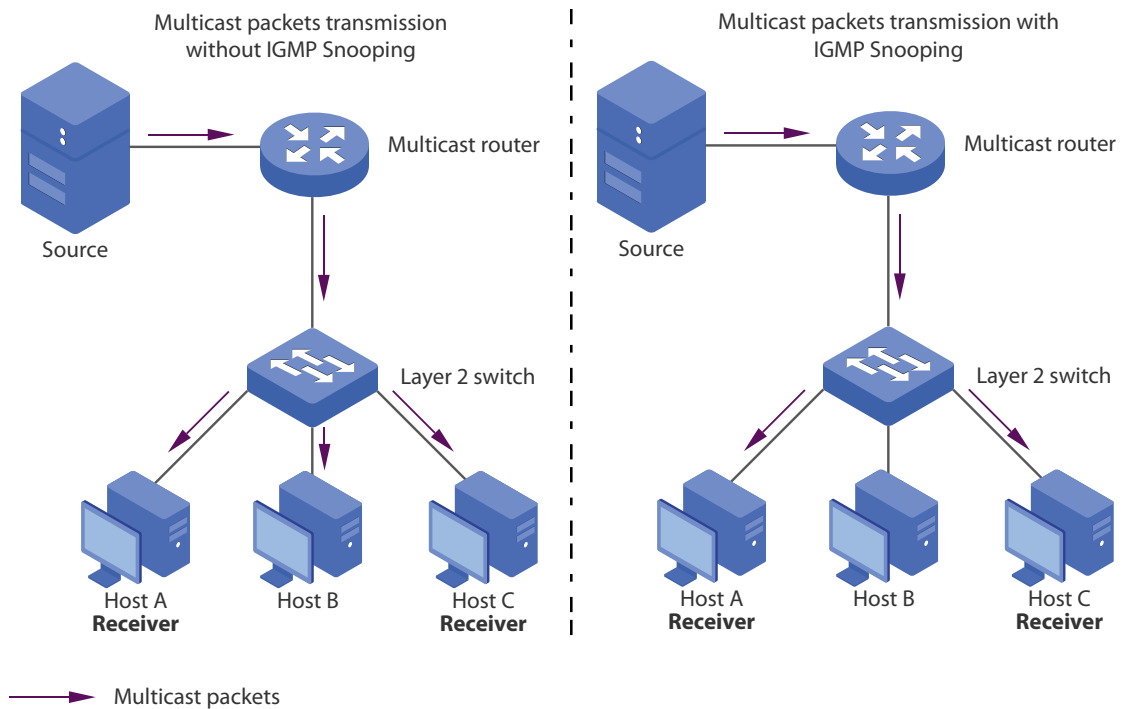 Multicast packets transmission
without IGMP Snooping
Multicast router
Source
Layer 2 switch
Host A
Receiver
Host B
Host C
Receiver
Multicast packets transmission with
IGMP Snooping
Multicast router
Source
Layer 2 switch
Host A
Receiver
Host B
Host C
Receiver
Multicast packets